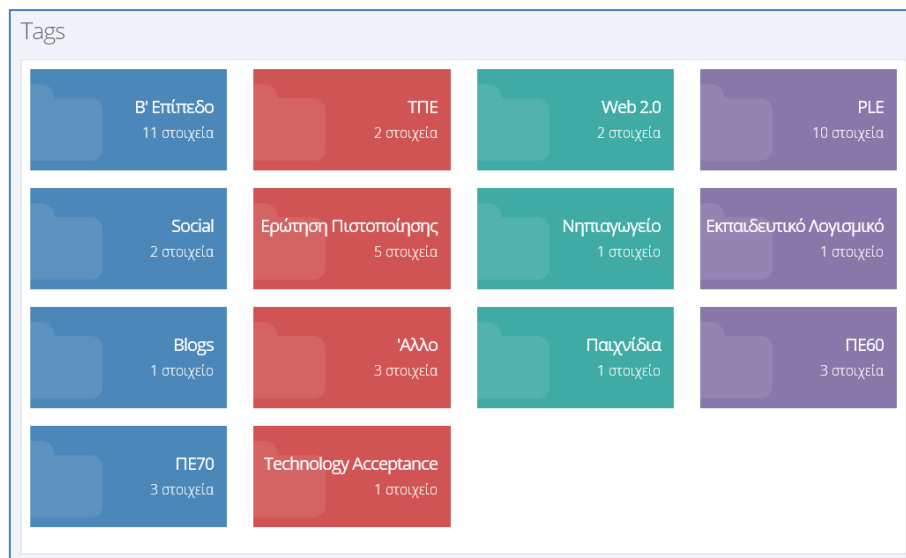 Tags
Β' Επίπεδο
11 στοιχεία
ΤΠΕ
2 στοιχεία
Web 2.0
2 στοιχεία
PLE
10 στοιχεία
Social
2 στοιχεία
Ερώτηση Πιστοποίησης
5 στοιχεία
Νηπιαγωγείο
1 στοιχείο
Εκπαιδευτικό Λογισμικό
1 στοιχείο
Blogs
1 στοιχείο
'Αλλο
3 στοιχεία
Παιχνίδια
1 στοιχείο
ΠΕ60
3 στοιχεία
ΠΕ70
3 στοιχεία
Technology Acceptance
1 στοιχείο